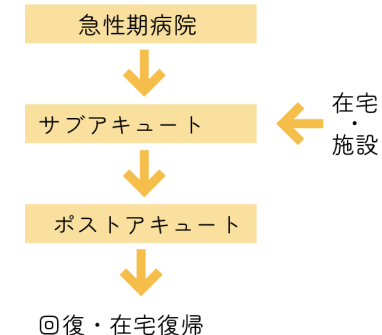 急性期病院
サブアキュート
在宅
・
施設
ポストアキュート
回復・在宅復帰